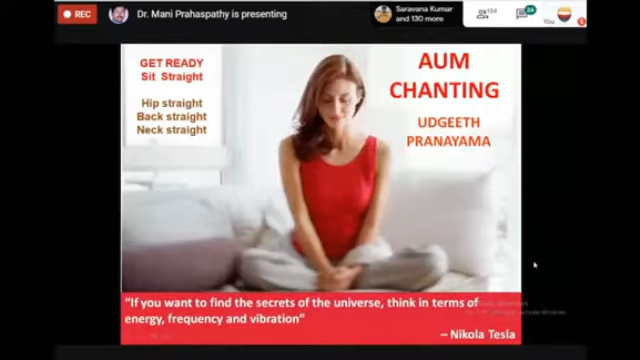 REC
Dr. Mani Prahaspathy is presenting
Saravana Kumar
and 130 more
134
26
You
GET READY
Sit Straight
Hip straight
Back straight
Neck straight
AUM
CHANTING
UDGEETH
PRANAYAMA
"If you want to find the secrets of the universe, think in terms of
energy, frequency and vibration"
– Nikola Tesla